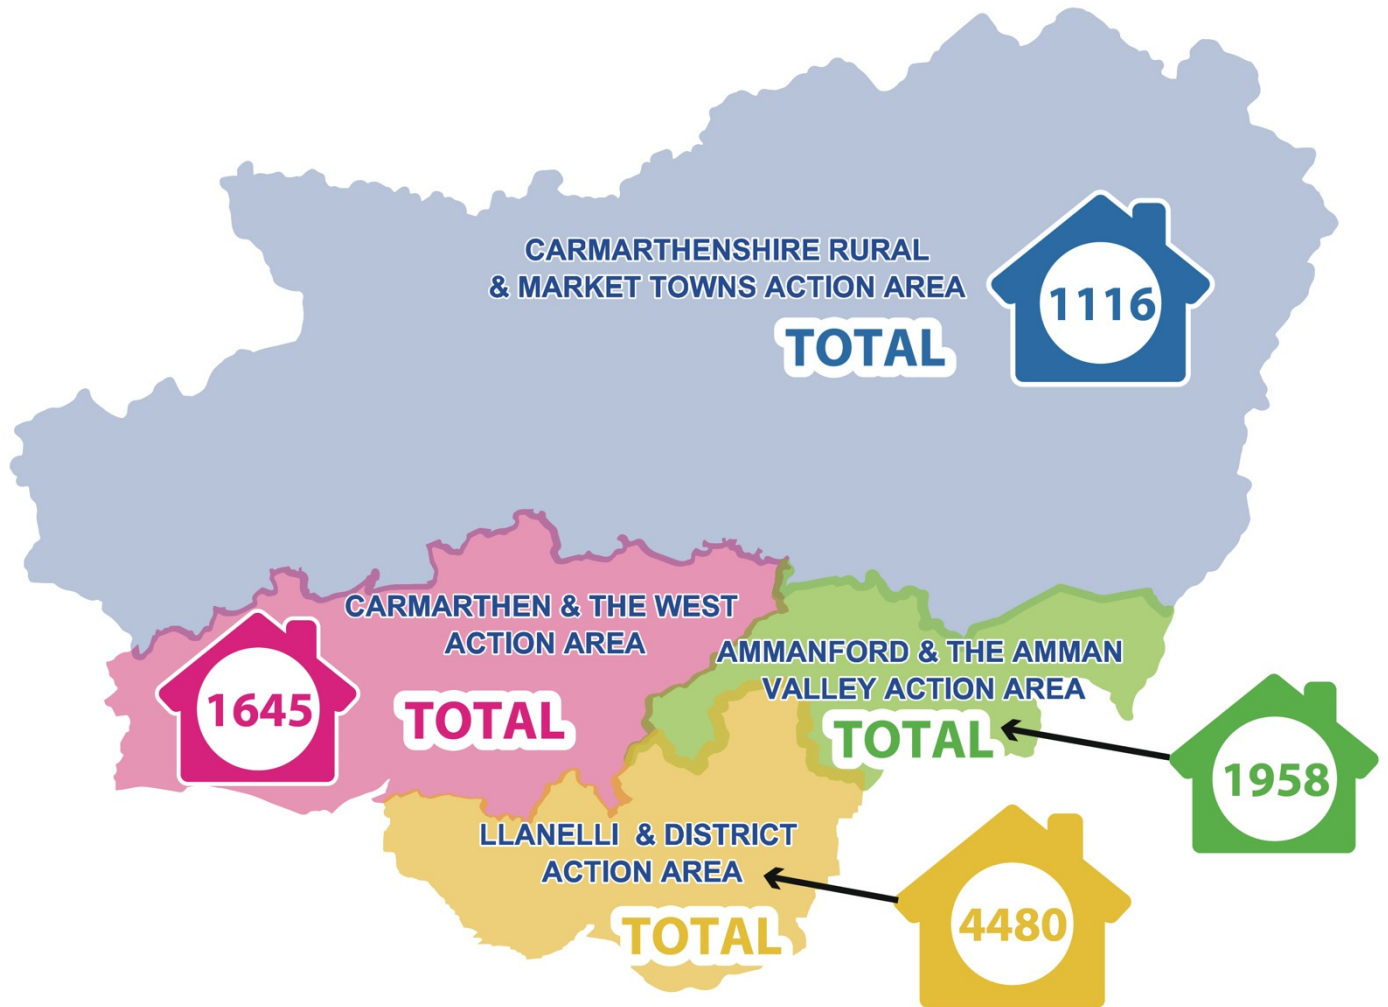 CARMARTHENSHIRE RURAL
& MARKET TOWNS ACTION AREA
TOTAL
1116
CARMARTHEN & THE WEST
ACTION AREA
1645
TOTAL
AMMANFORD & THE AMMAN
VALLEY ACTION AREA
TOTAL
1958
LLANELLI & DISTRICT
ACTION AREA
TOTAL
4480